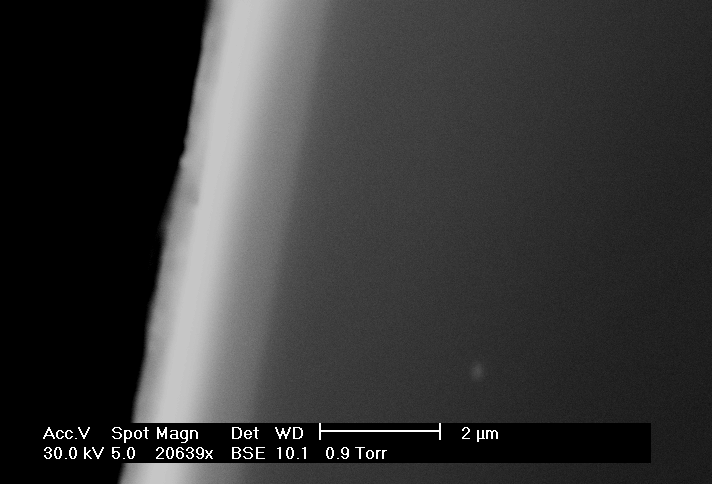 Acc.V Spot Magn Det WD 2 µm
30.0 kV 5.0 20639x BSE 10.1 0.9 Torr